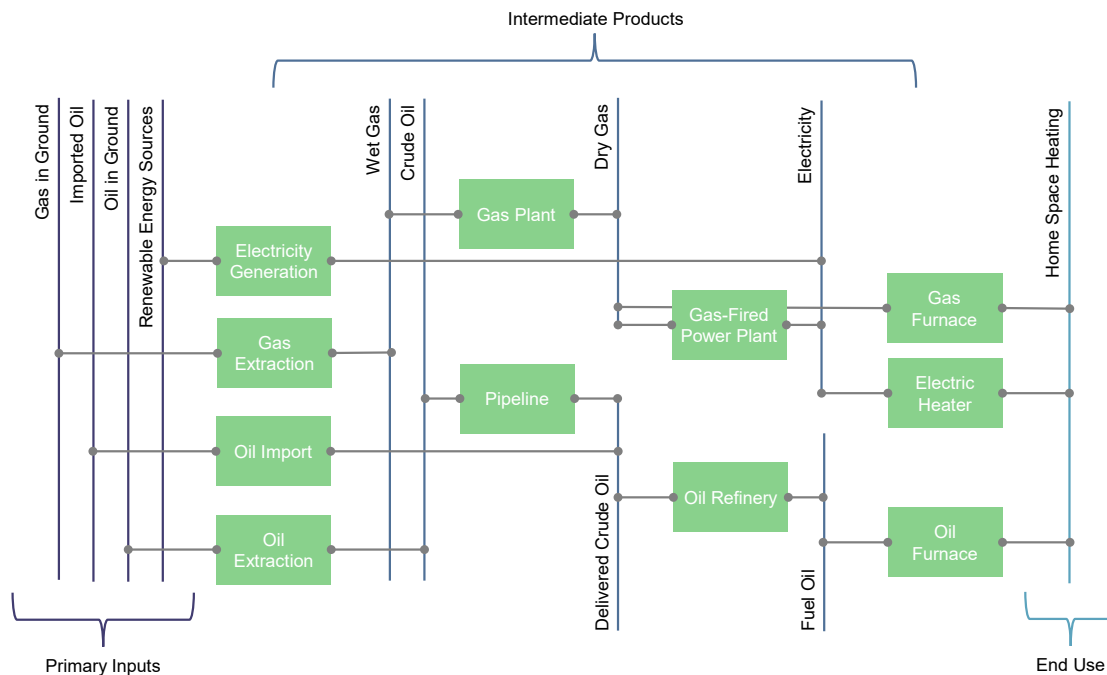 Intermediate Products
Gas in Ground
Imported Oil
Oil in Ground
Renewable Energy Sources
Wet Gas
Crude Oil
Dry Gas
Electricity
Home Space Heating
Gas Plant
Electricity
Generation
Gas
Furnace
Gas-Fired
Power Plant
Gas
Extraction
Pipeline
Electric
Heater
Oil Import
Oil Refinery
Oil
Extraction
Oil
Furnace
Delivered Crude Oil
Fuel Oil
Primary Inputs
End Use